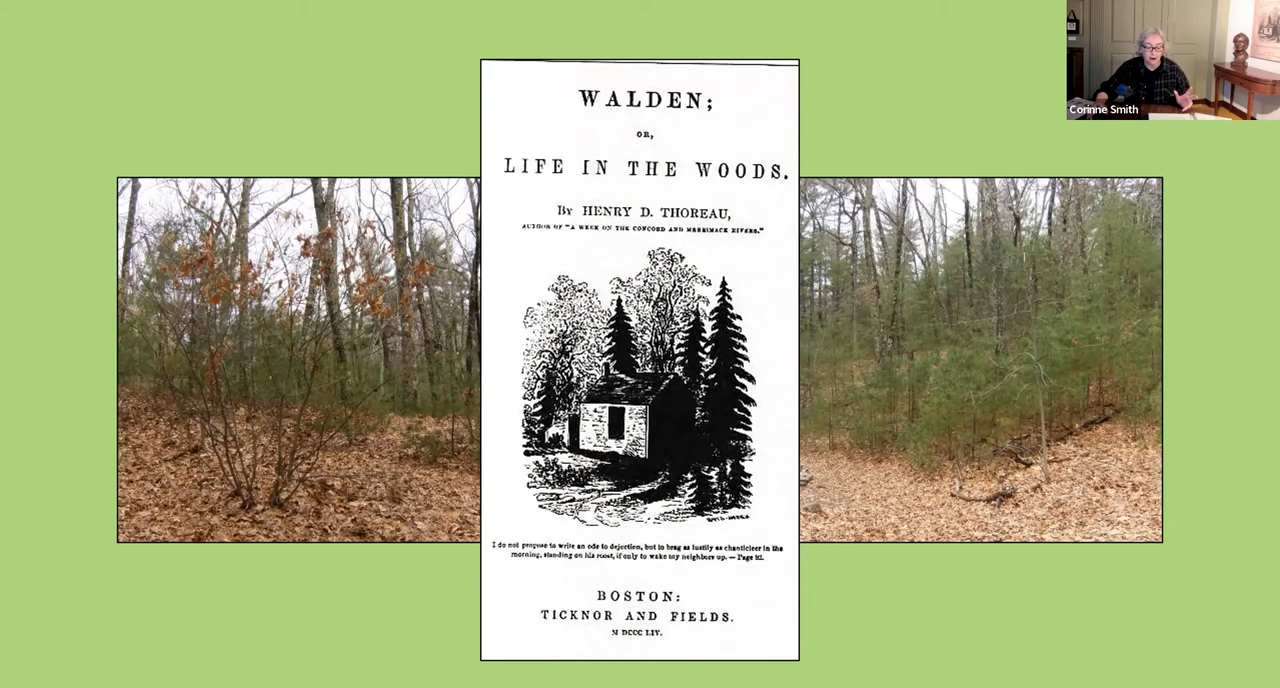 WALDEN;
OR,
LIFE IN THE WOODS.
By HENRY D. THOREAU,
AUTHOR OF "A WEEK ON THE CONCORD AND MERRIMACK RIVERS."
I do not propose to write an ode to dejection, but to brag as lustily as chanticleer in the
morning, standing on his roost, if only to wake my neighbors up. — Page 92.
BOSTON:
TICKNOR AND FIELDS.
M DCCC LIV.
Corinne Smith